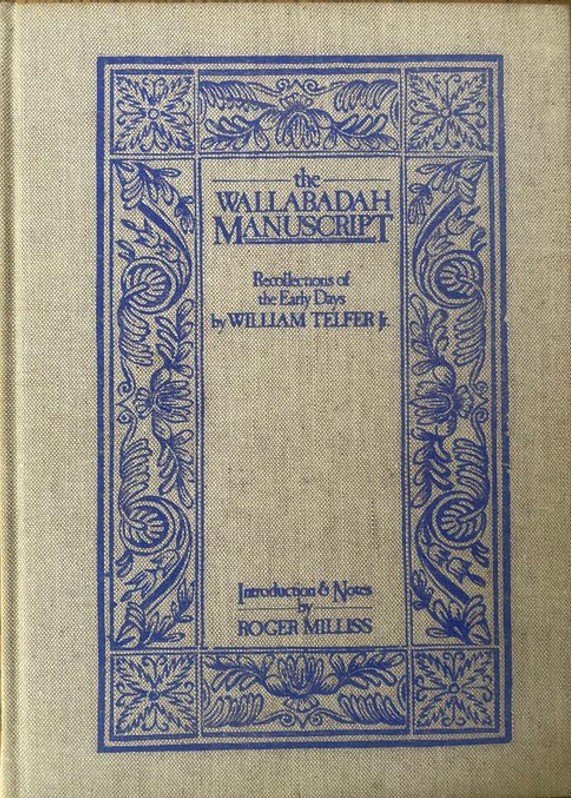 the
WALLABADAH
MANUSCRIPT
Recollections of
the Early Days
by WILLIAM TELFER Jr.
Introduction & Notes
by
ROGER MILLISS